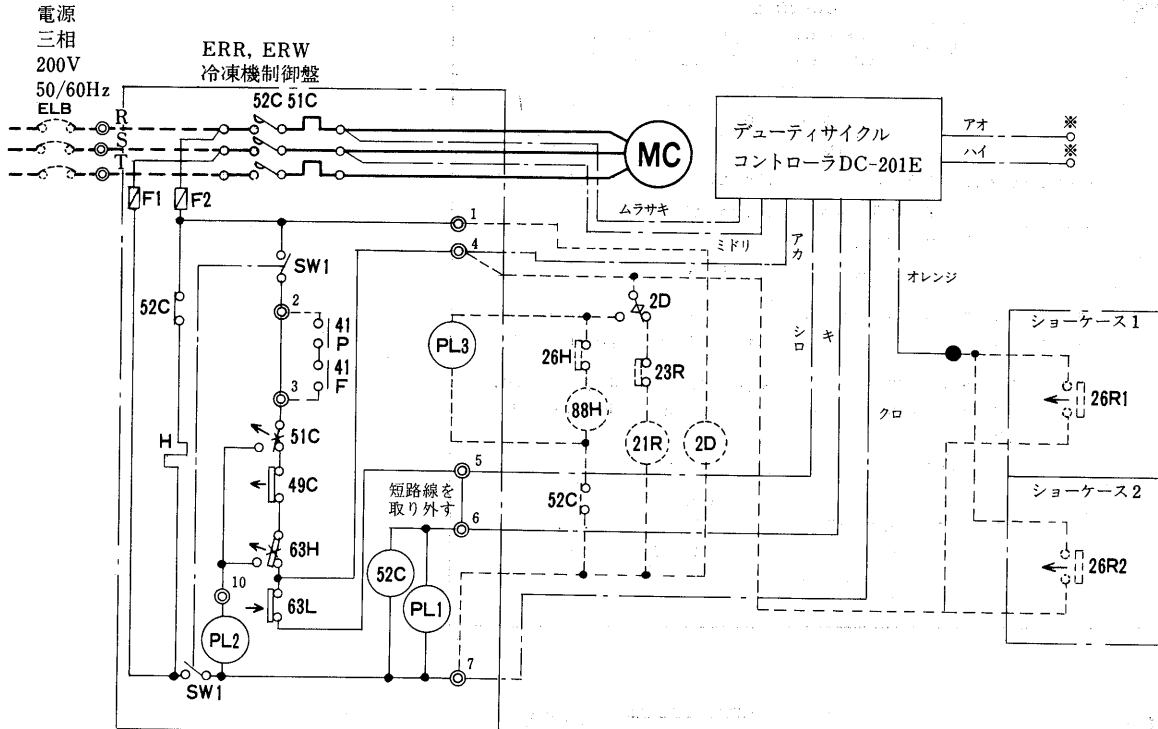 電源
三相
200V
50/60Hz
ELB
ERR, ERW
冷凍機制御盤
52C 51C
R
S
T
MC
デューティサイクル
コントローラDC-201E
アオ
※
ハイ
※
F1
F2
ムラサキ
ミドリ
アカ
シロ
キ
クロ
オレンジ
1
4
SW1
2
52C
41
P
41
F
3
PL3
2D
26H
23R
88H
21R
2D
ショーケース1
26R1
51C
H
49C
5
短絡線を
取り外す
6
52C
ショーケース2
63H
10
52C
PL1
26R2
63L
PL2
7
SW1